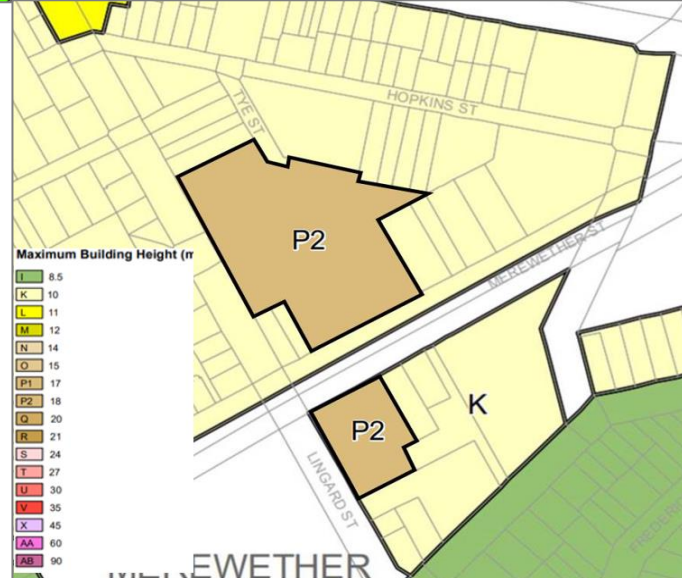 HOPKINS ST
TYE ST
P2
MEREWETHER ST
Maximum Building Height (m
I 8.5
K 10
L 11
M 12
N 14
O 15
P1 17
P2 18
Q 20
R 21
S 24
T 27
U 30
V 35
X 45
AA 60
AB 90
K
P2
LINGARD ST
MEREWETHER